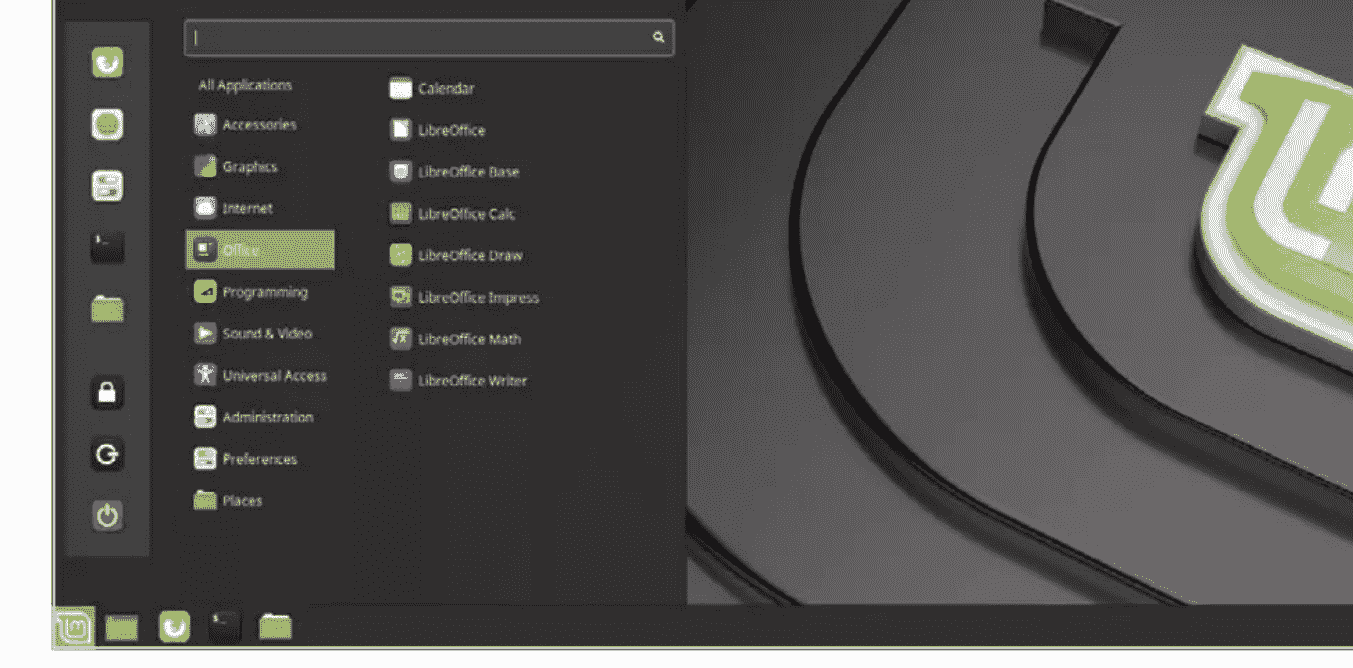 All Applications
Accessories
Graphics
Internet
Office
Programming
Sound & Video
Universal Access
Administration
Preferences
Places
Calendar
LibreOffice
LibreOffice Base
LibreOffice Calc
LibreOffice Draw
LibreOffice Impress
LibreOffice Math
LibreOffice Writer